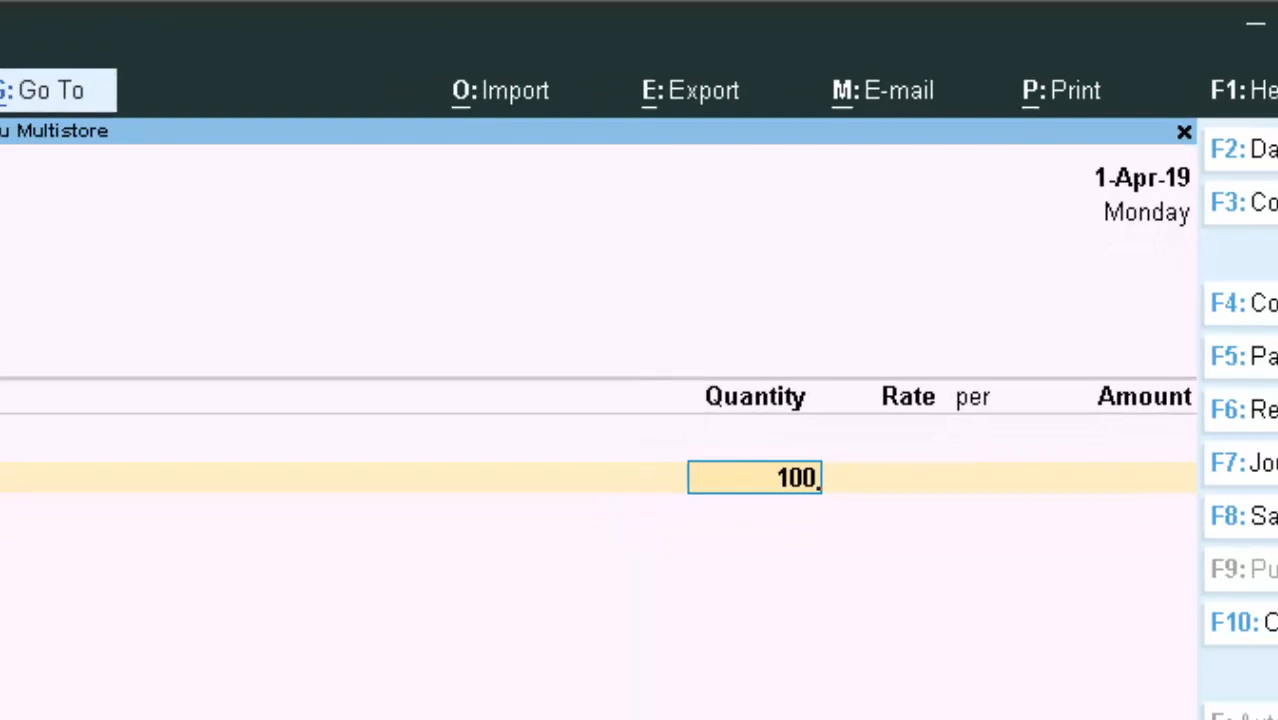 G: Go To O: Import E: Export M: E-mail P: Print F1: He
u Multistore
F2: Da
1-Apr-19
Monday
F3: Co
F4: Co
F5: Pa
Quantity Rate per Amount
F6: Re
F7: Jou
100.
F8: Sa
F9: Pu
F10: O